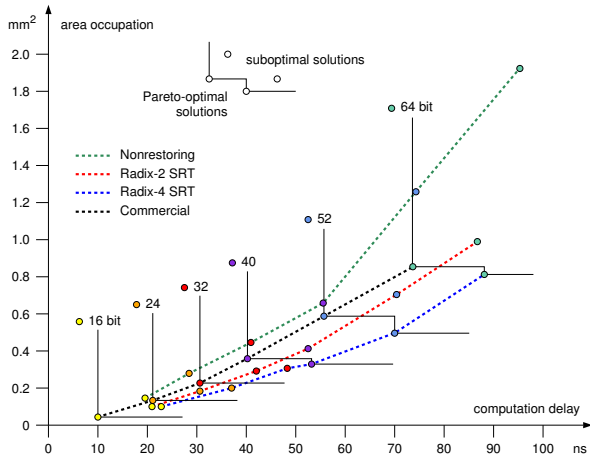 mm²
area occupation
2.0
suboptimal solutions
1.8
Pareto-optimal
solutions
64 bit
1.6
Nonrestoring
1.4
Radix-2 SRT
Radix-4 SRT
1.2
Commercial
52
1.0
40
0.8
32
24
0.6
16 bit
0.4
0.2
computation delay
0
0
10
20
30
40
50
60
70
80
90
100
ns